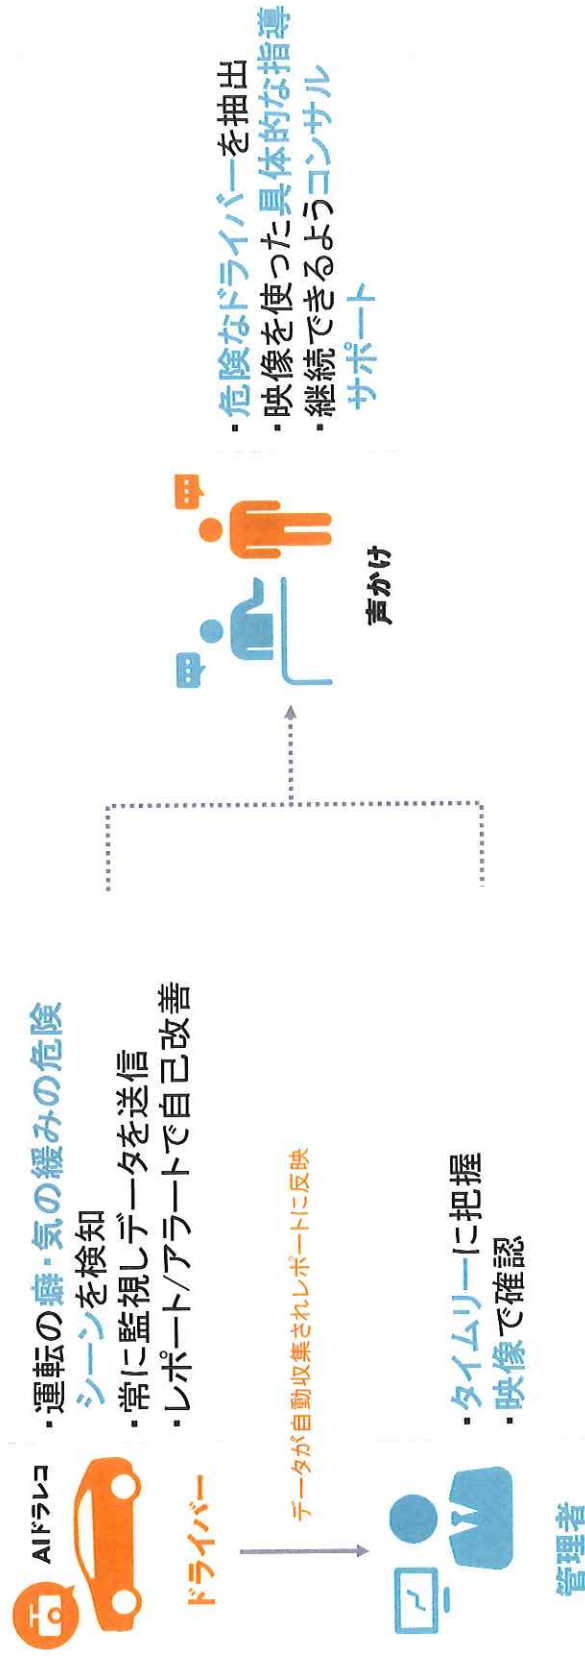 AIドラレコ
ドライバー
・運転の癖・気の緩みの危険
シーンを検知
・常に監視しデータを送信
・レポート/アラートで自己改善
データが自動収集されレポートに反映
管理者
・タイムリーに把握
・映像で確認
声かけ
・危険なドライバーを抽出
・映像を使った具体的な指導
・継続できるようコンサル
サポート